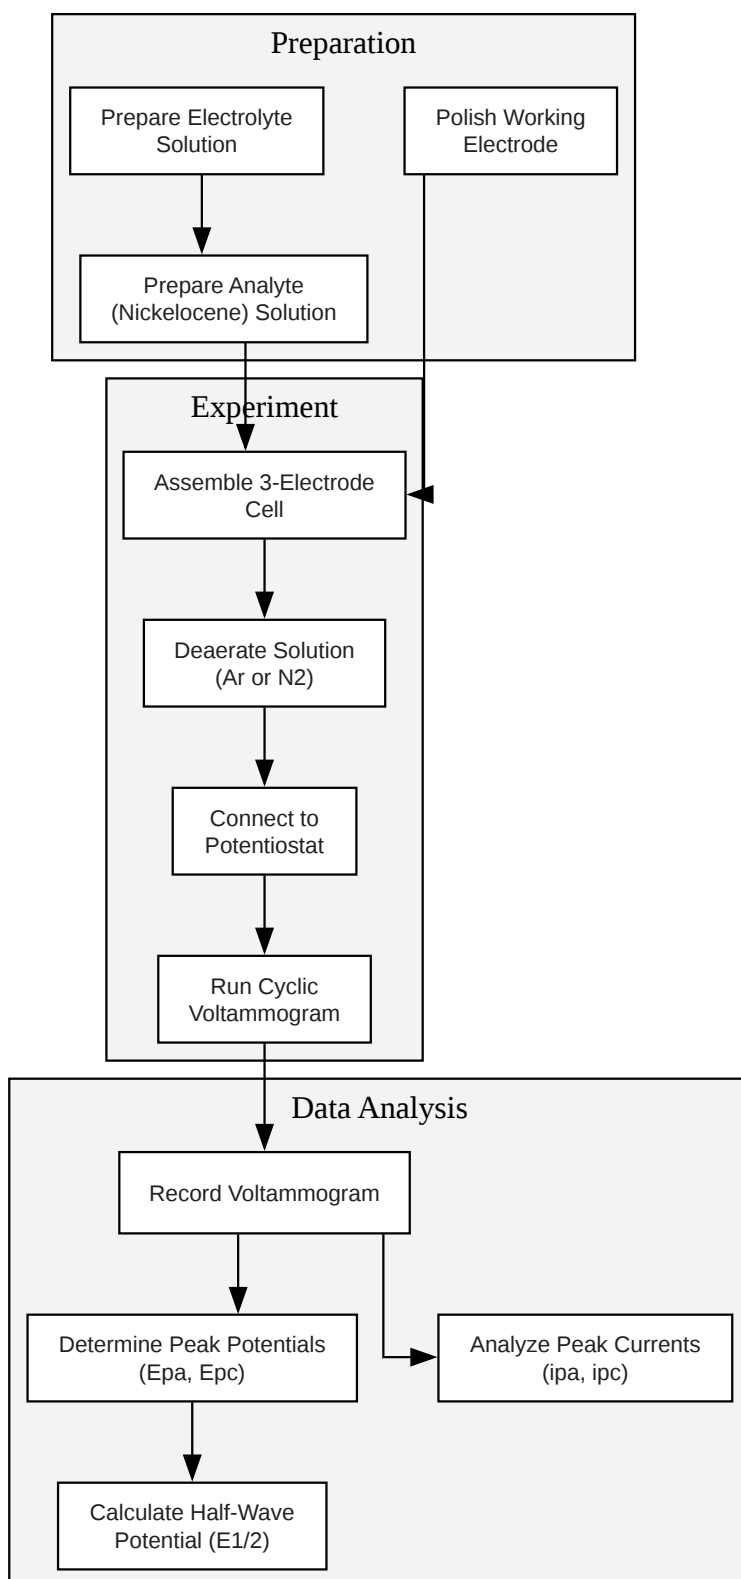 Preparation
Prepare Electrolyte
Solution
Polish Working
Electrode
Prepare Analyte
(Nickelocene) Solution
Experiment
Assemble 3-Electrode
Cell
Deaerate Solution
(Ar or N2)
Connect to
Potentiostat
Run Cyclic
Voltammogram
Data Analysis
Record Voltammogram
Determine Peak Potentials
(Epa, Epc)
Analyze Peak Currents
(ipa, ipc)
Calculate Half-Wave
Potential (E1/2)